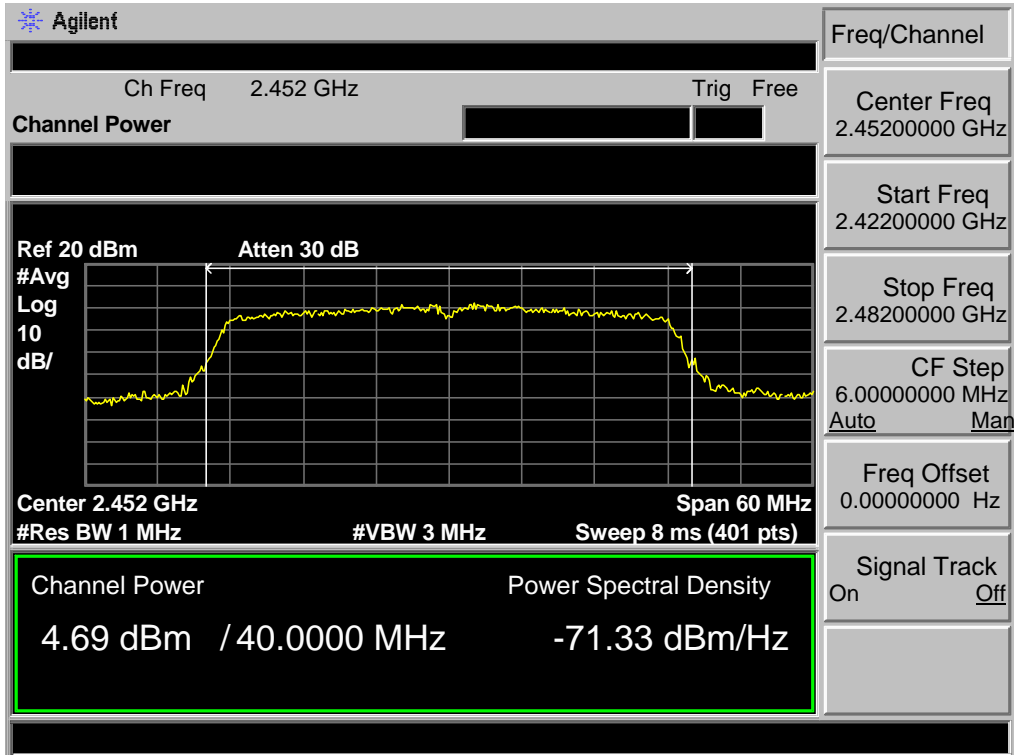 Agilent
Freq/Channel
Ch Freq 2.452 GHz Trig Free
Channel Power
Center Freq
2.45200000 GHz
Start Freq
2.42200000 GHz
Ref 20 dBm Atten 30 dB
#Avg
Log
10
dB/
Stop Freq
2.48200000 GHz
CF Step
6.00000000 MHz
Auto Man
Center 2.452 GHz Span 60 MHz
#Res BW 1 MHz #VBW 3 MHz Sweep 8 ms (401 pts)
Freq Offset
0.00000000 Hz
Channel Power Power Spectral Density
4.69 dBm / 40.0000 MHz -71.33 dBm/Hz
Signal Track
On Off